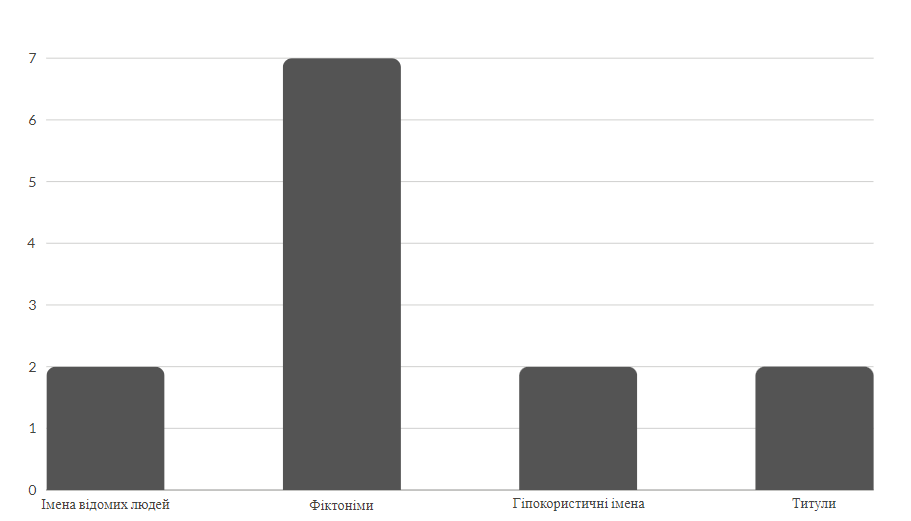 7
6
5
4
3
2
1
0
Імена відомих людей
Фіктоніми
Гіпокористичні імена
Титули